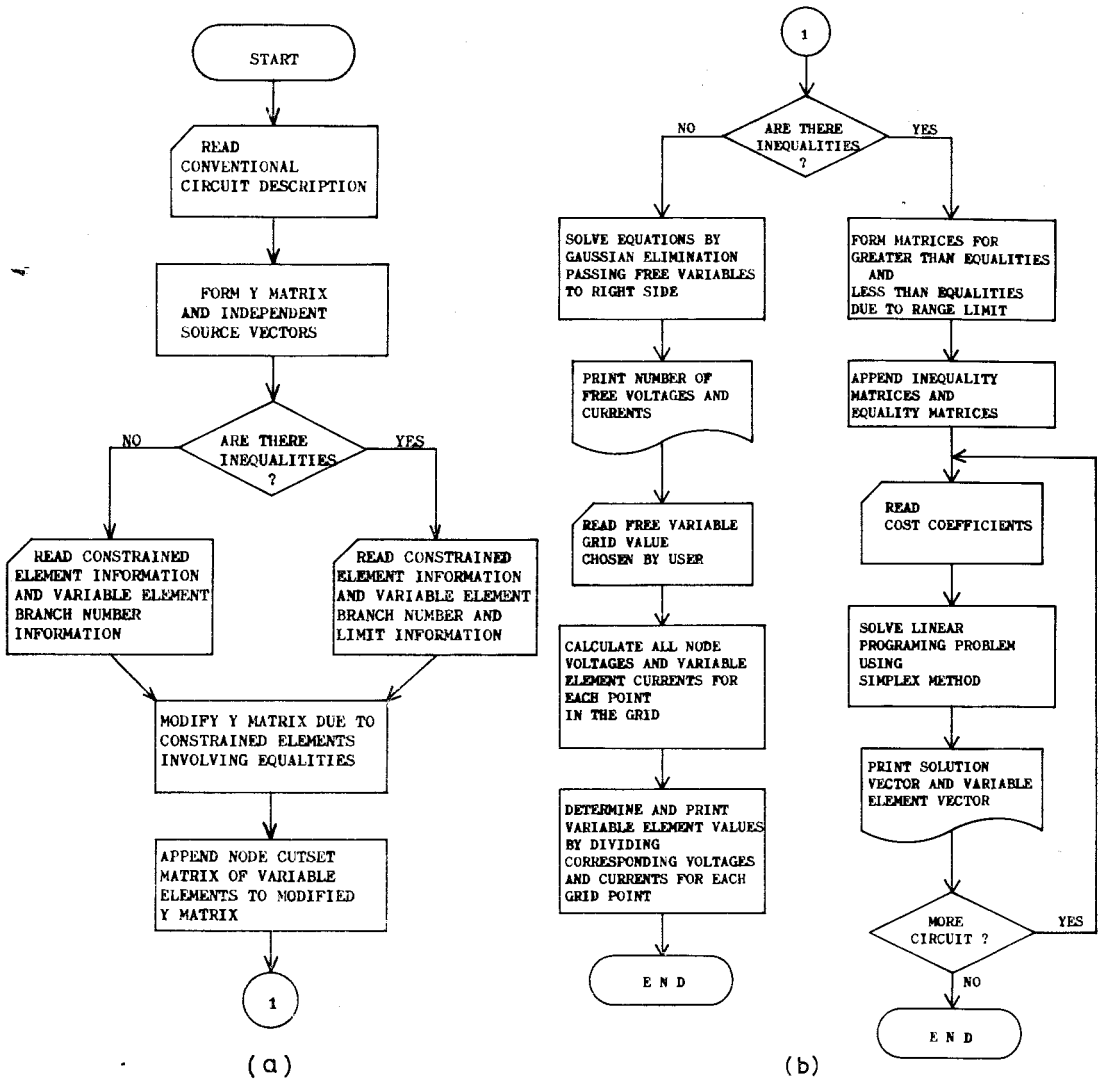 START
READ
CONVENTIONAL
CIRCUIT DESCRIPTION
FORM Y MATRIX
AND INDEPENDENT
SOURCE VECTORS
ARE THERE
INEQUALITIES
?
NO
YES
READ CONSTRAINED
ELEMENT INFORMATION
AND VARIABLE ELEMENT
BRANCH NUMBER
INFORMATION
READ CONSTRAINED
ELEMENT INFORMATION
AND VARIABLE ELEMENT
BRANCH NUMBER AND
LIMIT INFORMATION
MODIFY Y MATRIX DUE TO
CONSTRAINED ELEMENTS
INVOLVING EQUALITIES
APPEND NODE CUTSET
MATRIX OF VARIABLE
ELEMENTS TO MODIFIED
Y MATRIX
1
(a)
1
ARE THERE
INEQUALITIES
?
NO
YES
SOLVE EQUATIONS BY
GAUSSIAN ELIMINATION
PASSING FREE VARIABLES
TO RIGHT SIDE
PRINT NUMBER OF
FREE VOLTAGES AND
CURRENTS
READ FREE VARIABLE
GRID VALUE
CHOSEN BY USER
CALCULATE ALL NODE
VOLTAGES AND VARIABLE
ELEMENT CURRENTS FOR
EACH POINT
IN THE GRID
DETERMINE AND PRINT
VARIABLE ELEMENT VALUES
BY DIVIDING
CORRESPONDING VOLTAGES
AND CURRENTS FOR EACH
GRID POINT
E N D
FORM MATRICES FOR
GREATER THAN EQUALITIES
AND
LESS THAN EQUALITIES
DUE TO RANGE LIMIT
APPEND INEQUALITY
MATRICES AND
EQUALITY MATRICES
READ
COST COEFFICIENTS
SOLVE LINEAR
PROGRAMING PROBLEM
USING
SIMPLEX METHOD
PRINT SOLUTION
VECTOR AND VARIABLE
ELEMENT VECTOR
MORE
CIRCUIT ?
YES
NO
E N D
(b)